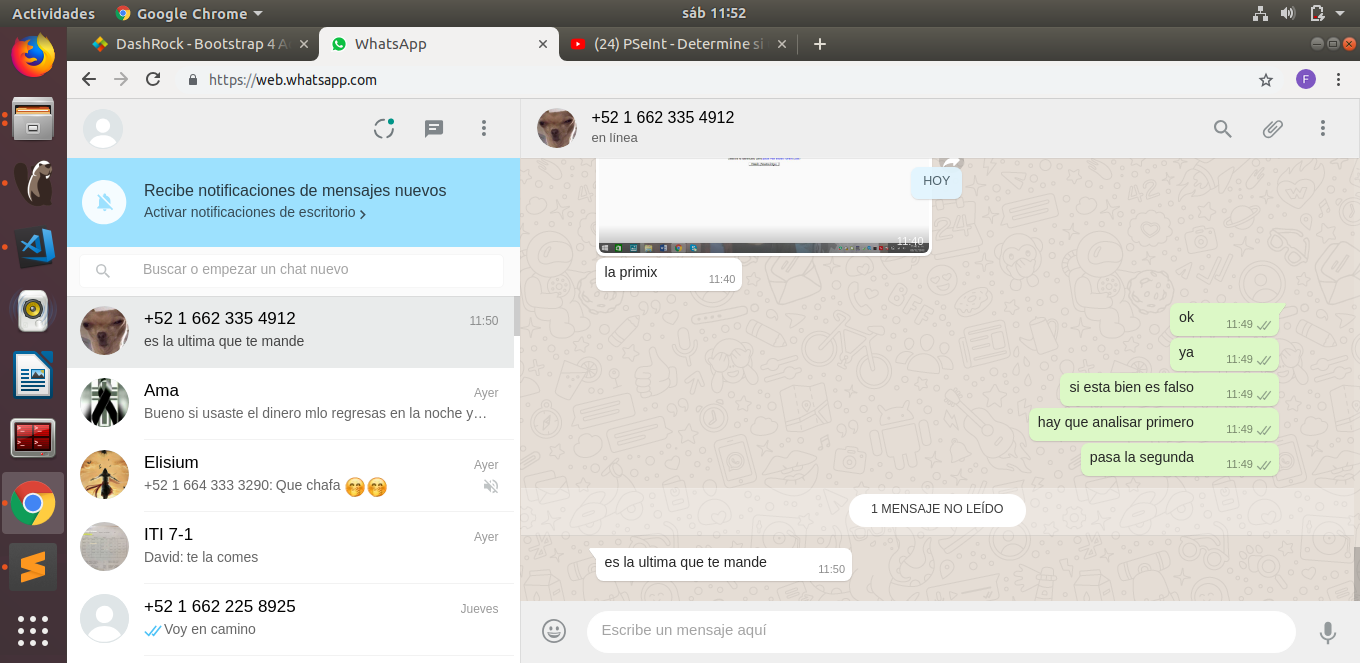 Actividades
Google Chrome
sáb 11:52
DashRock - Bootstrap 4 A
WhatsApp
(24) PSeInt - Determine si
https://web.whatsapp.com
F
Recibe notificaciones de mensajes nuevos
Activar notificaciones de escritorio
Buscar o empezar un chat nuevo
+52 1 662 335 4912
11:50
es la ultima que te mande
Ama
Ayer
Bueno si usaste el dinero mlo regresas en la noche y…
Elisium
Ayer
+52 1 664 333 3290: Que chafa 🤭🤭
ITI 7-1
Ayer
David: te la comes
+52 1 662 225 8925
Jueves
Voy en camino
+52 1 662 335 4912
en línea
HOY
11:40
la primix
11:40
ok
11:49
ya
11:49
si esta bien es falso
11:49
hay que analisar primero
11:49
pasa la segunda
11:49
1 MENSAJE NO LEÍDO
es la ultima que te mande
11:50
Escribe un mensaje aquí